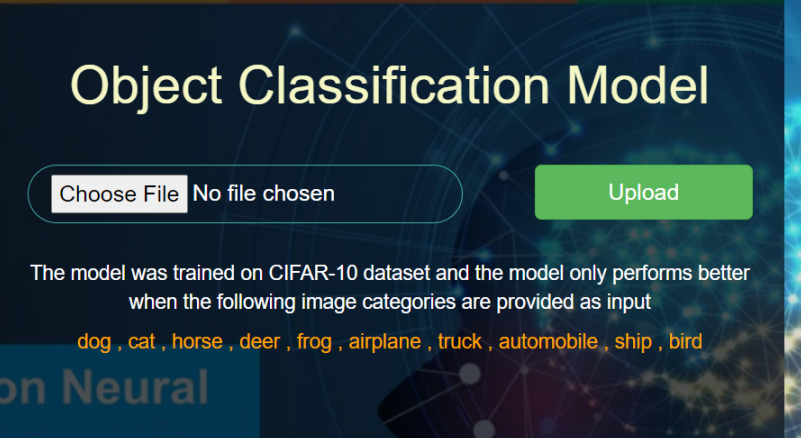 Object Classification Model
Choose File No file chosen
Upload
The model was trained on CIFAR-10 dataset and the model only performs better
when the following image categories are provided as input
dog , cat , horse , deer , frog , airplane , truck , automobile , ship , bird
on Neural